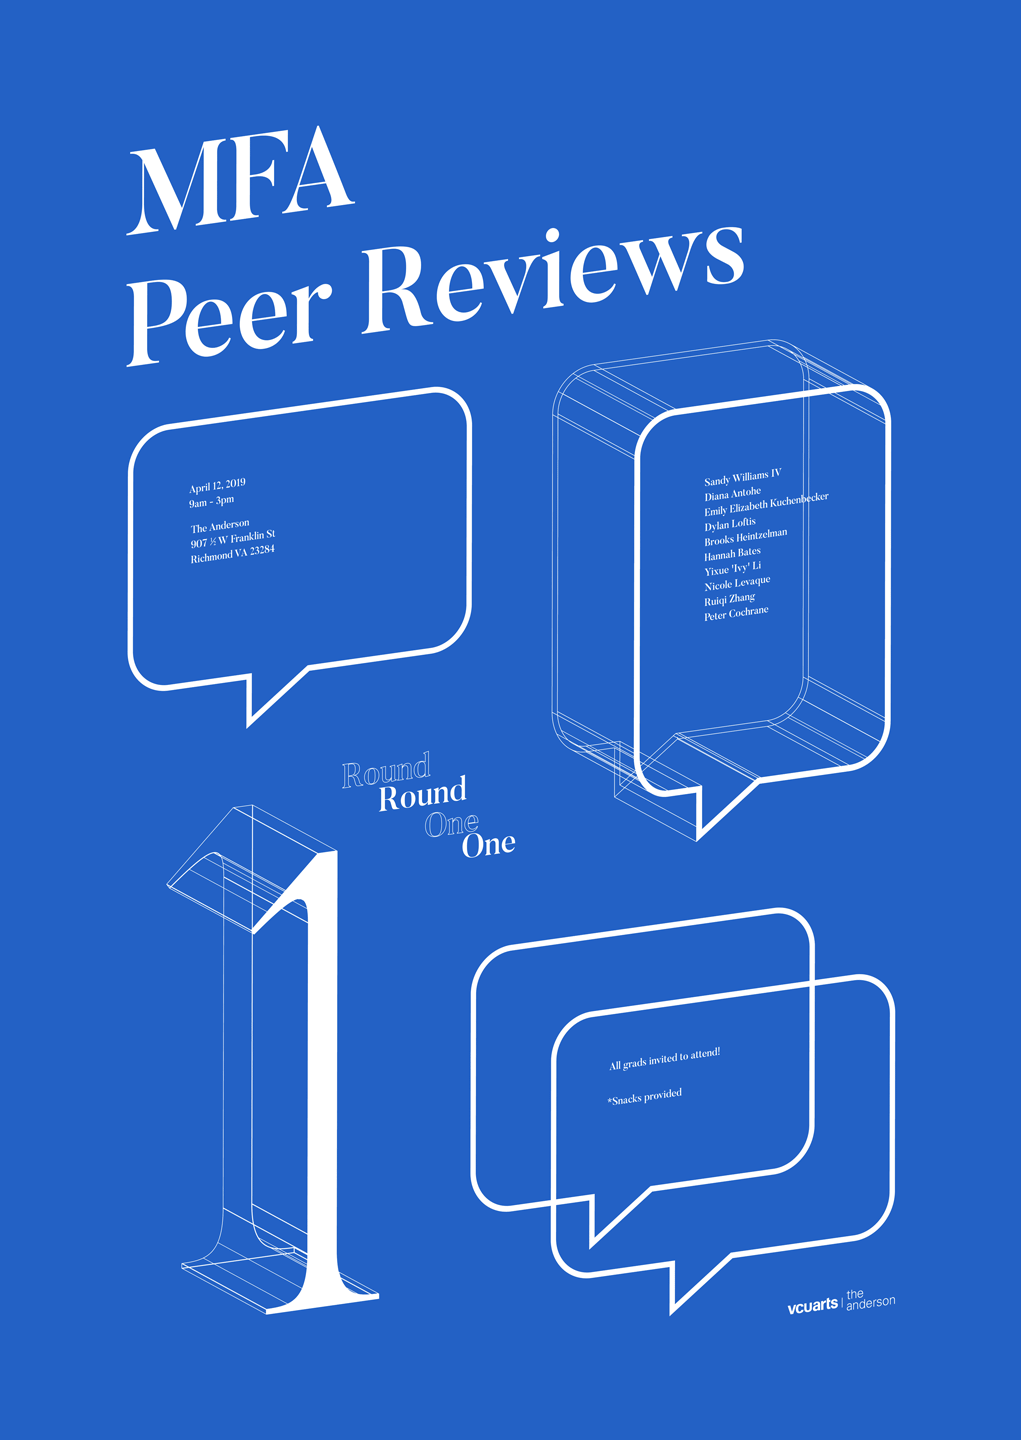 MFA
Peer Reviews
April 12, 2019
9am - 3pm
The Anderson
907 ½ W Franklin St
Richmond VA 23284
Sandy Williams IV
Diana Antohe
Emily Elizabeth Kuchenbecker
Dylan Loftis
Brooks Heintzelman
Hannah Bates
Yixue 'Ivy' Li
Nicole Levaque
Ruiqi Zhang
Peter Cochrane
Round
Round
One
One
1
All grads invited to attend!
*Snacks provided
vcuarts | the
anderson